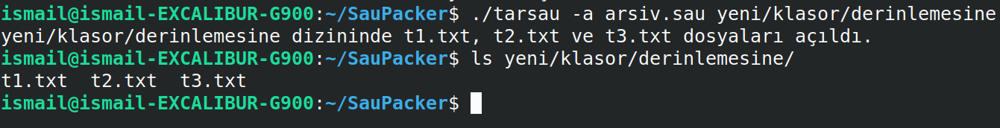 ismail@ismail-EXCALIBUR-G900:~/SauPacker$ ./tarsau -a arsiv.sau yeni/klasor/derinlemesine
yeni/klasor/derinlemesine dizininde t1.txt, t2.txt ve t3.txt dosyaları açıldı.
ismail@ismail-EXCALIBUR-G900:~/SauPacker$ ls yeni/klasor/derinlemesine/
t1.txt  t2.txt  t3.txt
ismail@ismail-EXCALIBUR-G900:~/SauPacker$